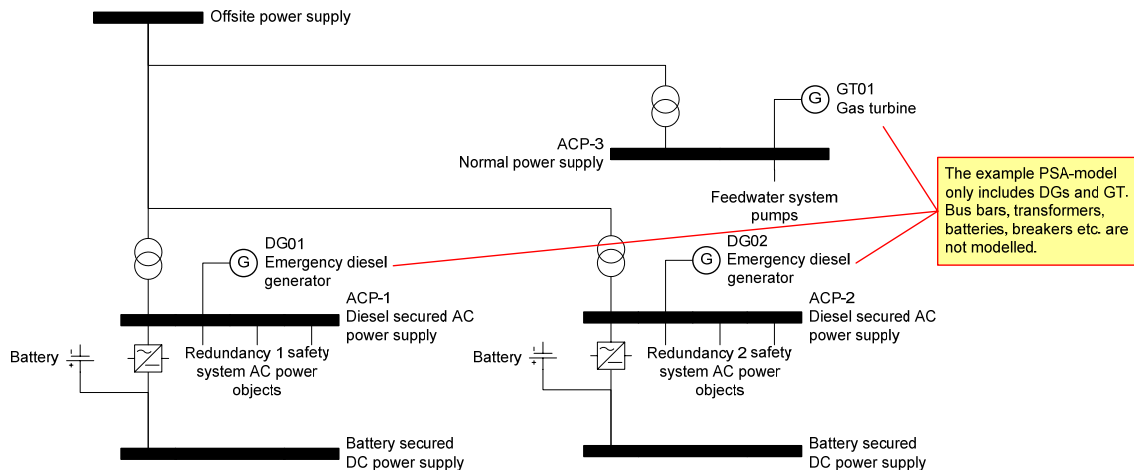 Offsite power supply
G
GT01
Gas turbine
ACP-3
Normal power supply
Feedwater system
pumps
The example PSA-model
only includes DGs and GT.
Bus bars, transformers,
batteries, breakers etc. are
not modelled.
G
DG01
Emergency diesel
generator
G
DG02
Emergency diesel
generator
ACP-1
Diesel secured AC
power supply
ACP-2
Diesel secured AC
power supply
Battery
Redundancy 1 safety
system AC power
objects
Battery
Redundancy 2 safety
system AC power
objects
Battery secured
DC power supply
Battery secured
DC power supply